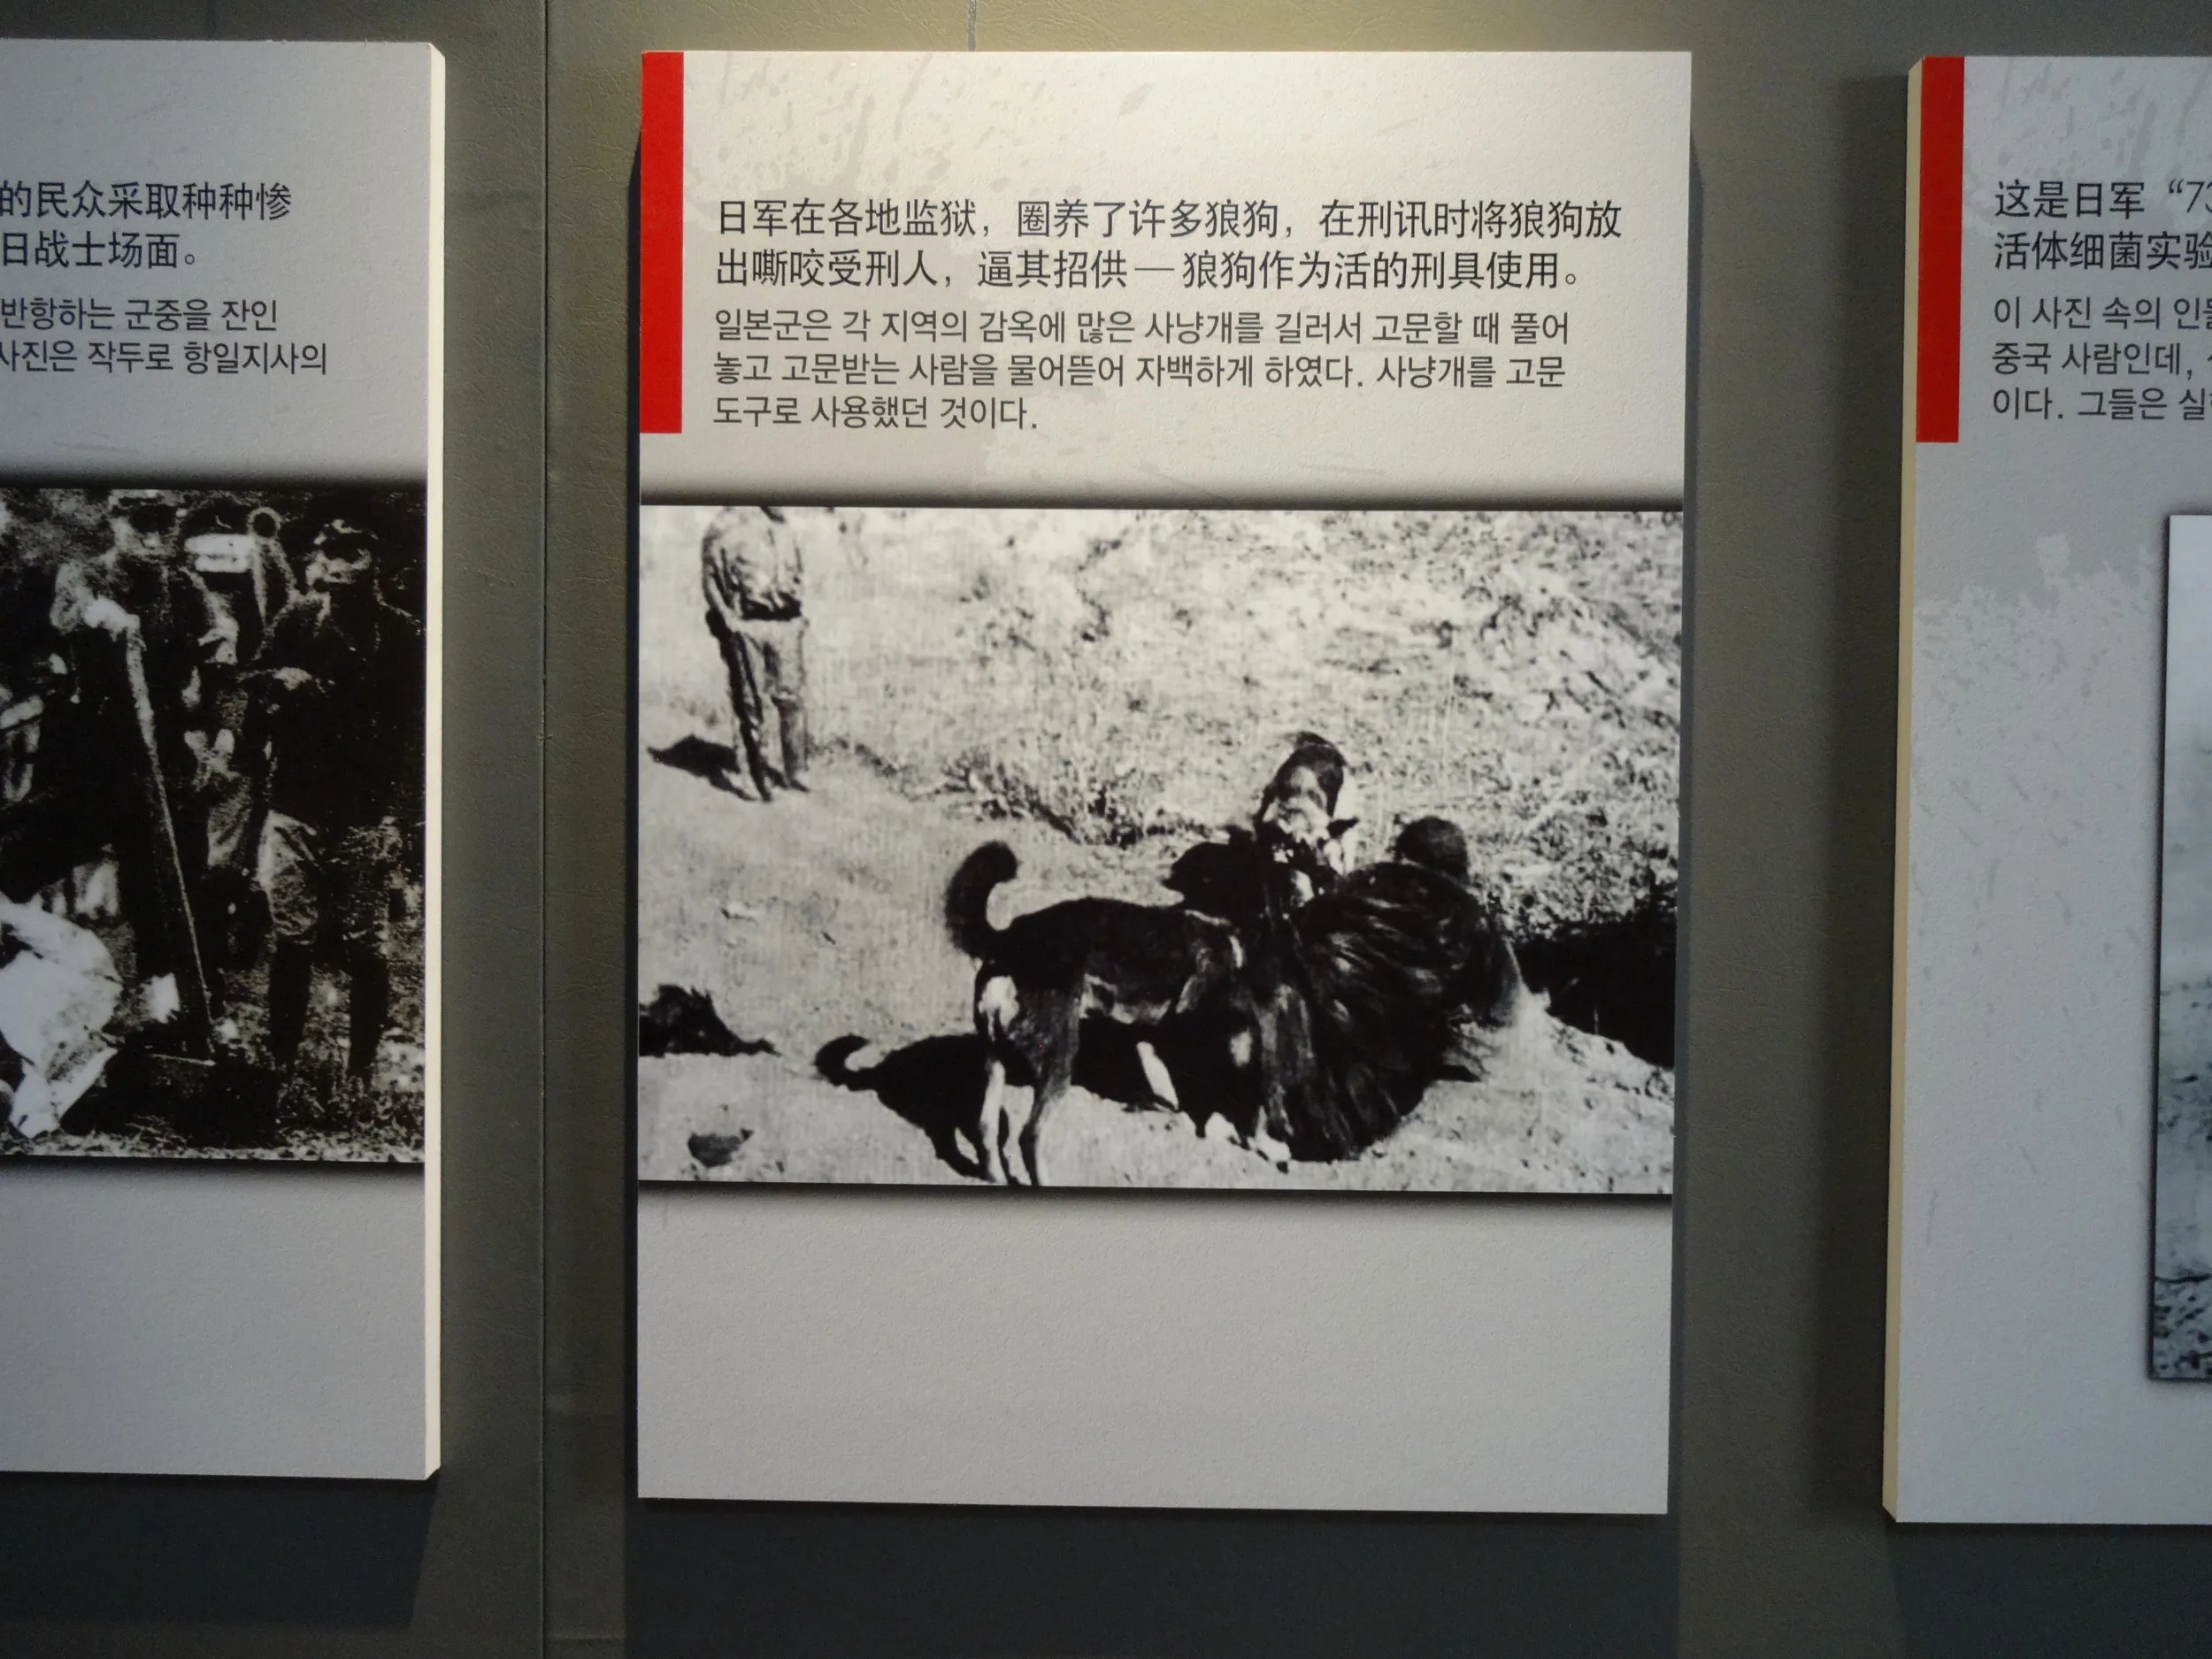 的民众采取种种惨
日战士场面。
반항하는 군중을 잔인
사진은 작두로 항일지사의
日军在各地监狱，圈养了许多狼狗，在刑讯时将狼狗放
出嘶咬受刑人，逼其招供—狼狗作为活的刑具使用。
일본군은 각 지역의 감옥에 많은 사냥개를 길러서 고문할 때 풀어
놓고 고문받는 사람을 물어뜯어 자백하게 하였다. 사냥개를 고문
도구로 사용했던 것이다.
这是日军“73
活体细菌实验
이 사진 속의 인물
중국 사람인데,
이다. 그들은 실